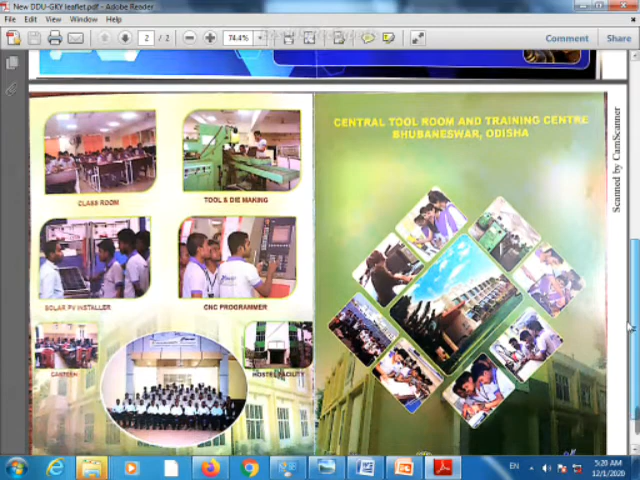 New DDU-GKY leaflet.pdf - Adobe Reader
File Edit View Window Help
2 / 2
74.4%
Comment
Share
CENTRAL TOOL ROOM AND TRAINING CENTRE
BHUBANESWAR, ODISHA
CLASS ROOM
TOOL & DIE MAKING
SOLAR PV INSTALLER
CNC PROGRAMMER
CANTEEN
HOSTEL FACILITY
Scanned by CamScanner
EN
5:20 AM
12/1/2020